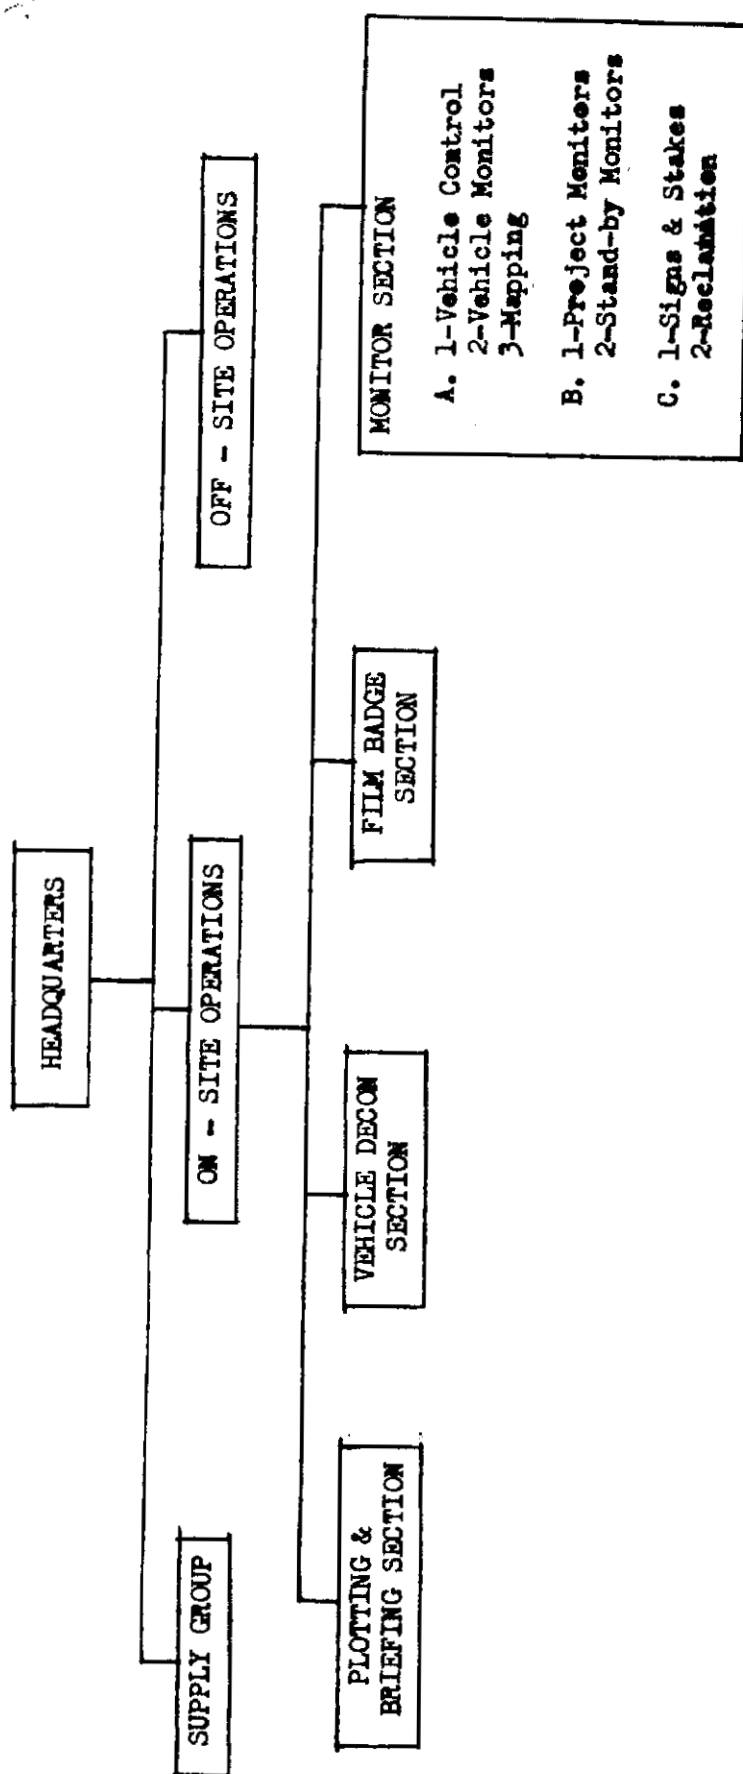 HEADQUARTERS
SUPPLY GROUP
ON - SITE OPERATIONS
OFF - SITE OPERATIONS
PLOTTING &
BRIEFING SECTION
VEHICLE DECON
SECTION
FILM BADGE
SECTION
MONITOR SECTION
A. 1-Vehicle Control
2-Vehicle Monitors
3-Mapping
B. 1-Project Monitors
2-Stand-by Monitors
C. 1-Signs & Stakes
2-Reclamation